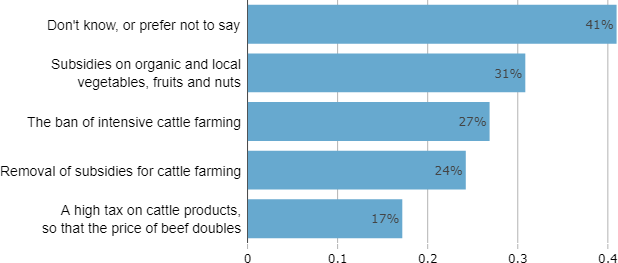 Don't know, or prefer not to say
41%
Subsidies on organic and local
vegetables, fruits and nuts
31%
The ban of intensive cattle farming
27%
Removal of subsidies for cattle farming
24%
A high tax on cattle products,
so that the price of beef doubles
17%
0 0.1 0.2 0.3 0.4